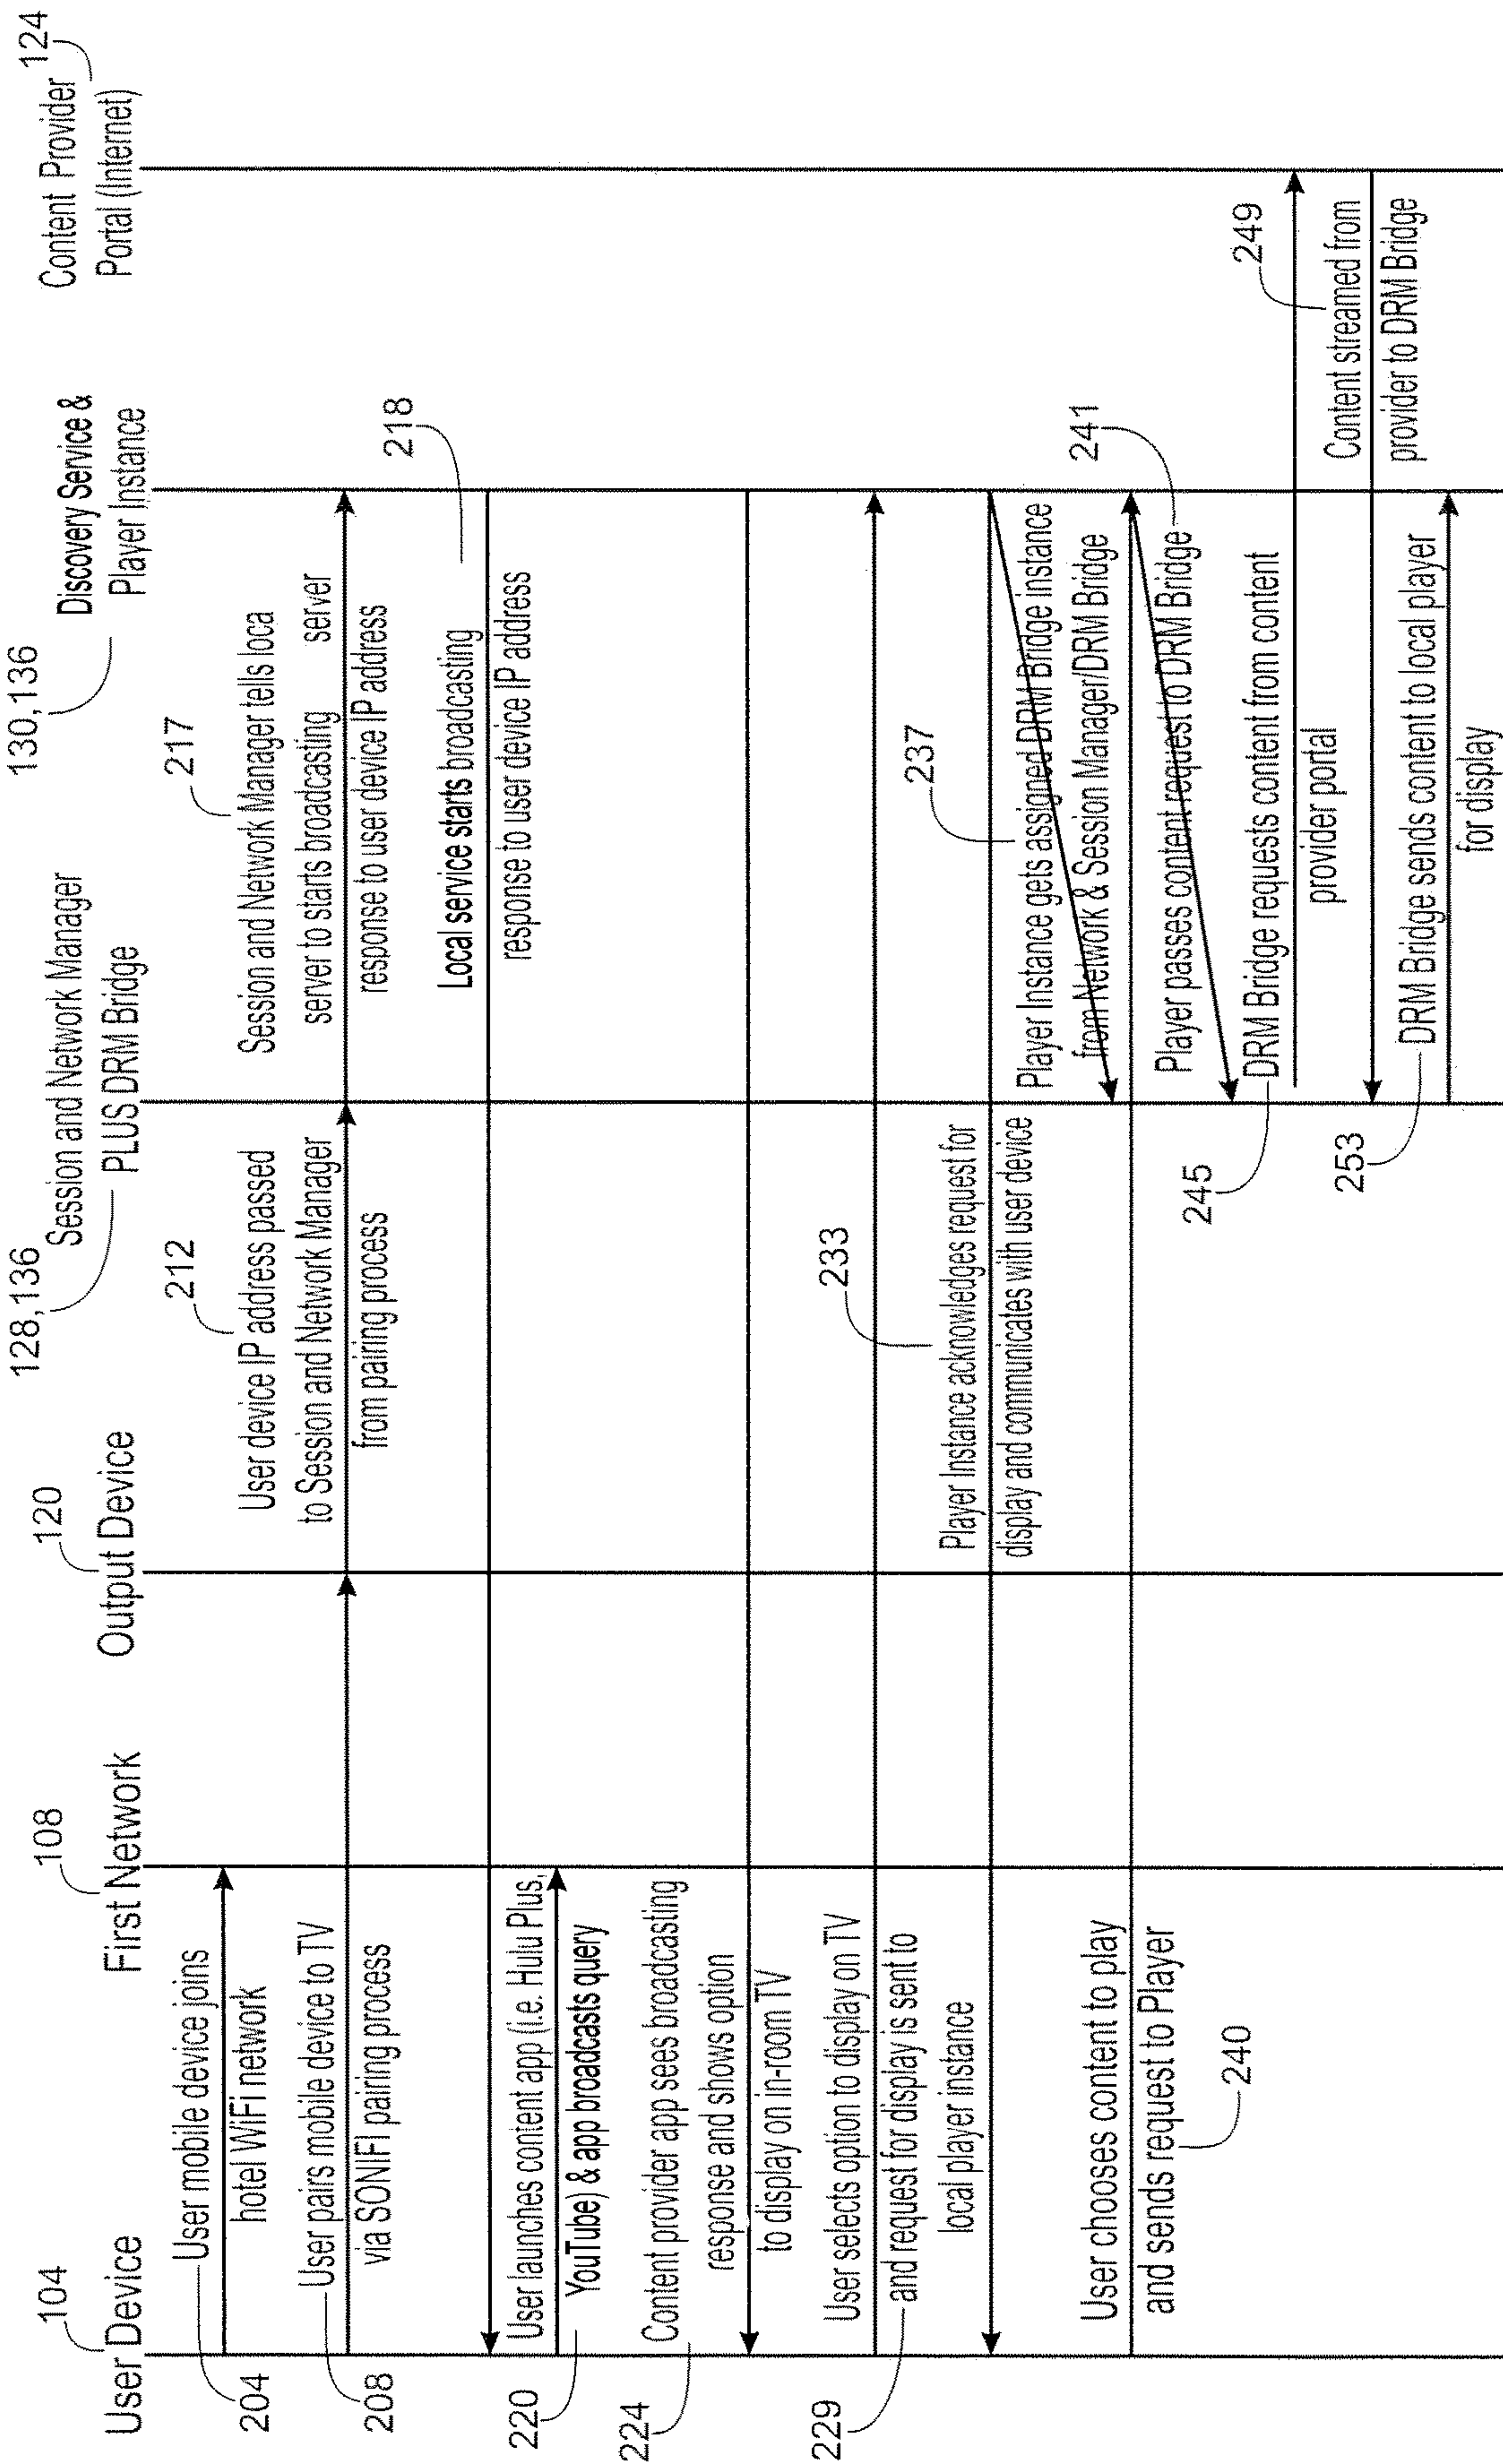 104
User Device
108
First Network
120
Output Device
128,136
Session and Network Manager
PLUS DRM Bridge
130,136
Discovery Service &
Player Instance
Content Provider
Portal (Internet)
124
User mobile device joins
hotel WiFi network
204
User pairs mobile device to TV
via SONIFI pairing process
208
212
User device IP address passed
to Session and Network Manager
from pairing process
217
Session and Network Manager tells loca
server to starts broadcasting server
response to user device IP address
218
Local service starts broadcasting
response to user device IP address
User launches content app (i.e. Hulu Plus,
YouTube) & app broadcasts query
220
Content provider app sees broadcasting
response and shows option
to display on in-room TV
224
User selects option to display on TV
and request for display is sent to
local player instance
229
233
Player Instance acknowledges request for
display and communicates with user device
237
Player Instance gets assigned DRM Bridge instance
from Network & Session Manager/DRM Bridge
User chooses content to play
and sends request to Player
240
241
Player passes content request to DRM Bridge
245
DRM Bridge requests content from content
provider portal
249
Content streamed from
provider to DRM Bridge
253
DRM Bridge sends content to local player
for display